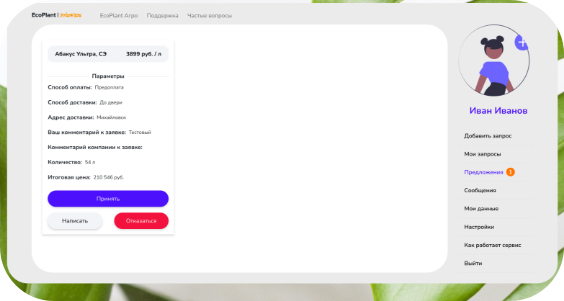 EcoPlant | ImpKiss EcoPlant Агро Поддержка Частые вопросы
Абакус Ультра, СЭ 3899 руб. / л
Параметры
Способ оплаты: Предоплата
Способ доставки: До двери
Адрес доставки: Михайловка
Ваш комментарий к заявке: Тестовый
Комментарий компании к заявке:
Количество: 54 л
Итоговая цена: 210 546 руб.
Принять
Написать Отказаться
Иван Иванов
Добавить запрос
Мои запросы
Предложения 1
Сообщения
Мои данные
Настройки
Как работает сервис
Выйти